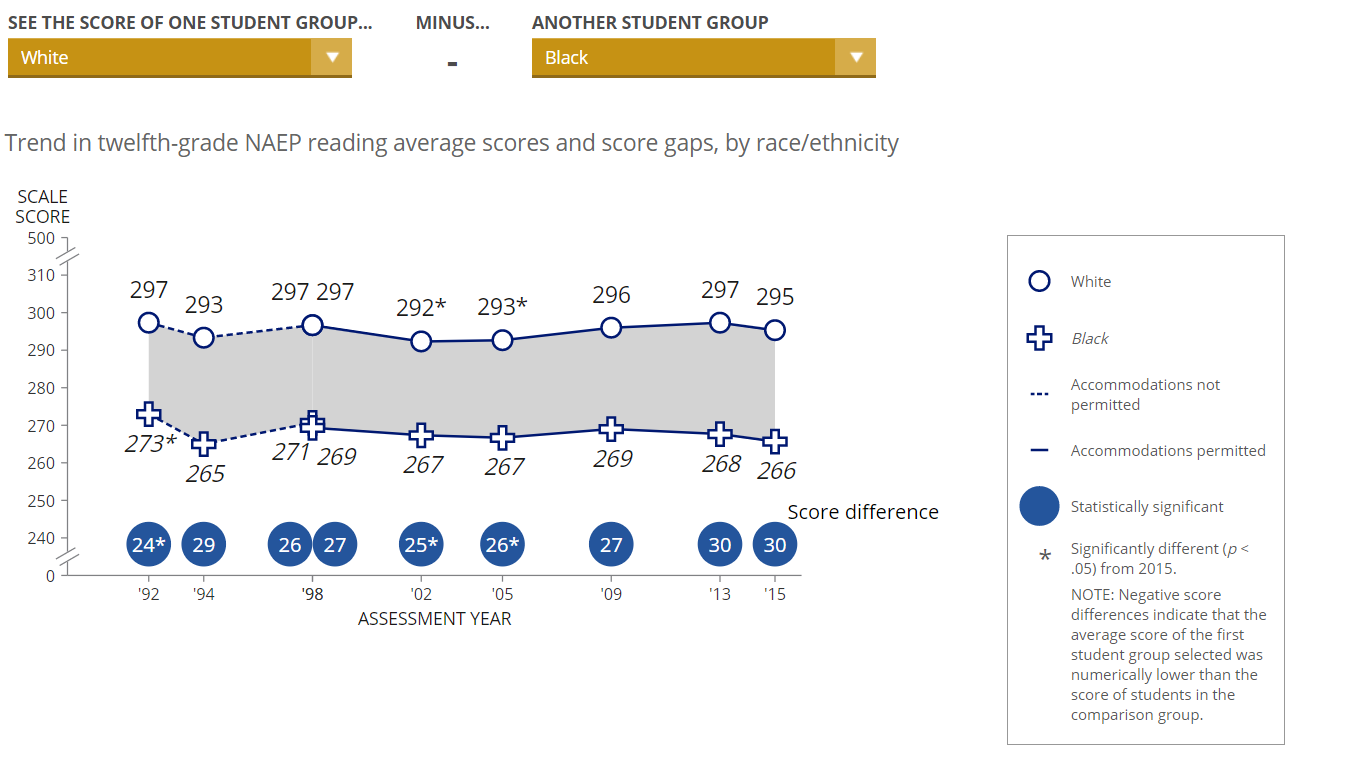 SEE THE SCORE OF ONE STUDENT GROUP... MINUS... ANOTHER STUDENT GROUP
White - Black
Trend in twelfth-grade NAEP reading average scores and score gaps, by race/ethnicity
SCALE
SCORE
500
310
300
290
280
270
260
250
240
0
297 293 297 297 292* 293* 296 297 295
273* 265 271 269 267 267 269 268 266
Score difference
24* 29 26 27 25* 26* 27 30 30
'92 '94 '98 '02 '05 '09 '13 '15
ASSESSMENT YEAR
White
Black
Accommodations not
permitted
Accommodations permitted
Statistically significant
* Significantly different (p <
.05) from 2015.
NOTE: Negative score
differences indicate that the
average score of the first
student group selected was
numerically lower than the
score of students in the
comparison group.